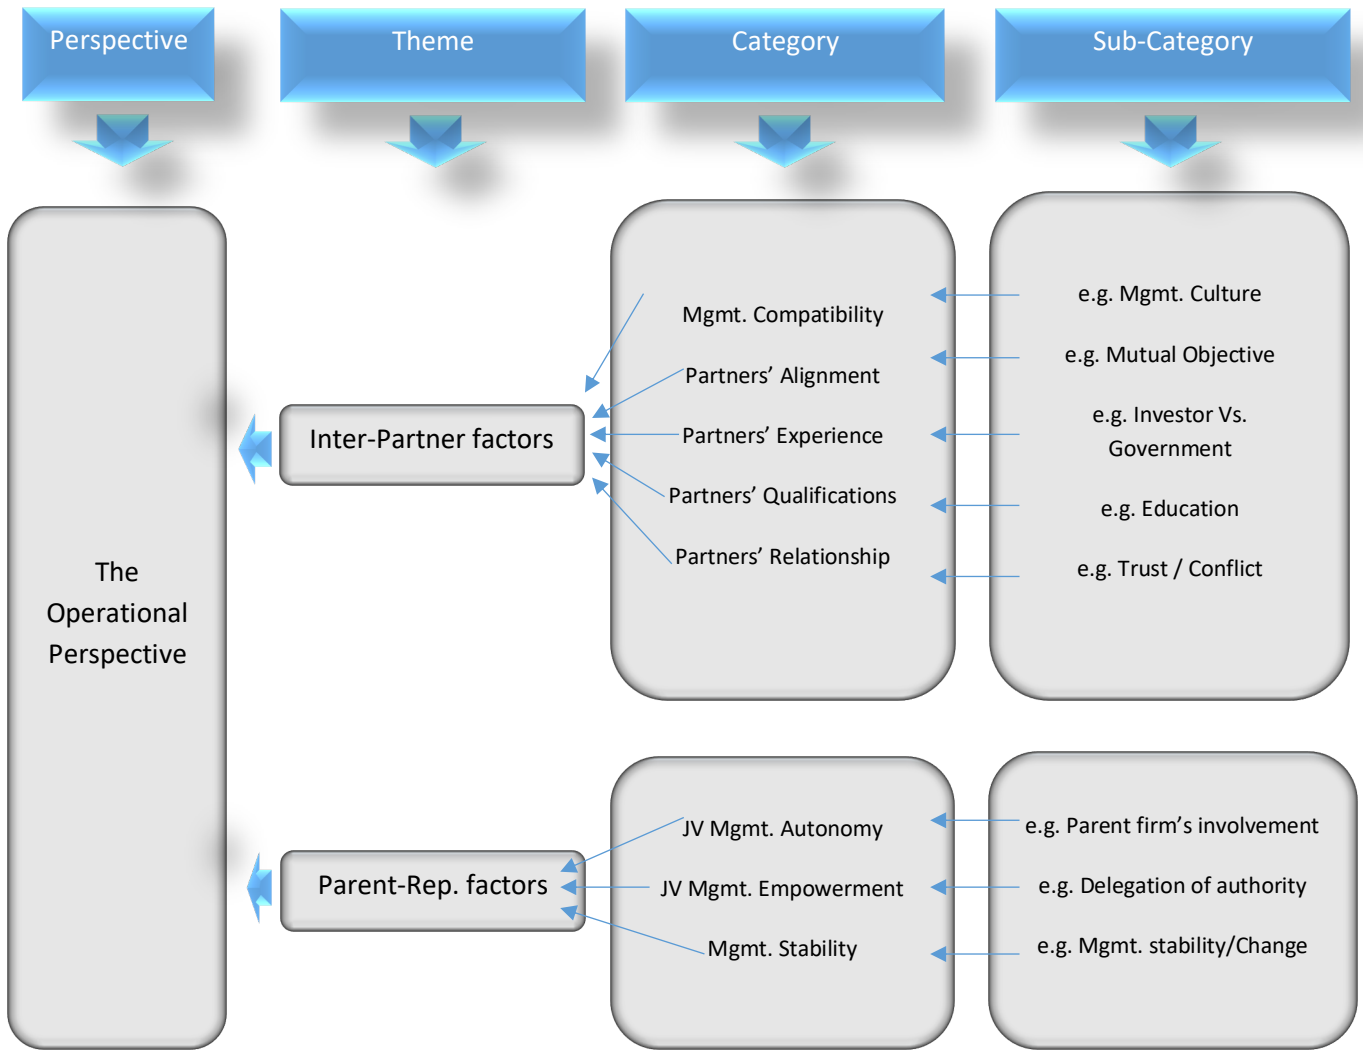 Perspective
Theme
Category
Sub-Category
The
Operational
Perspective
Inter-Partner factors
Mgmt. Compatibility
Partners’ Alignment
Partners’ Experience
Partners’ Qualifications
Partners’ Relationship
e.g. Mgmt. Culture
e.g. Mutual Objective
e.g. Investor Vs.
Government
e.g. Education
e.g. Trust / Conflict
Parent-Rep. factors
JV Mgmt. Autonomy
JV Mgmt. Empowerment
Mgmt. Stability
e.g. Parent firm’s involvement
e.g. Delegation of authority
e.g. Mgmt. stability/Change